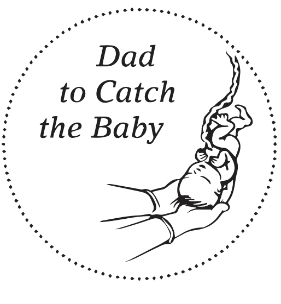 Dad
to Catch
the Baby